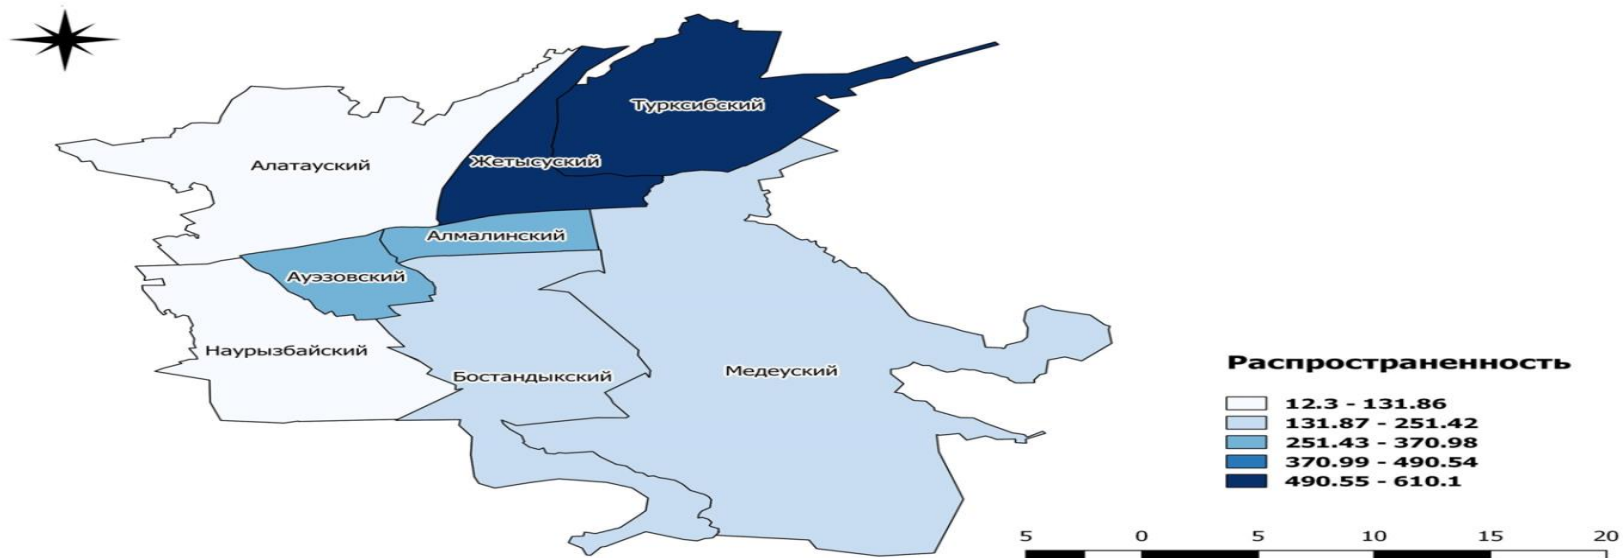 Турксибский
Жетысуский
Алатауский
Алмалинский
Ауэзовский
Наурызбайский
Бостандыкский
Медеуский
Распространенность
12.3 - 131.86
131.87 - 251.42
251.43 - 370.98
370.99 - 490.54
490.55 - 610.1
5 0 5 10 15 20